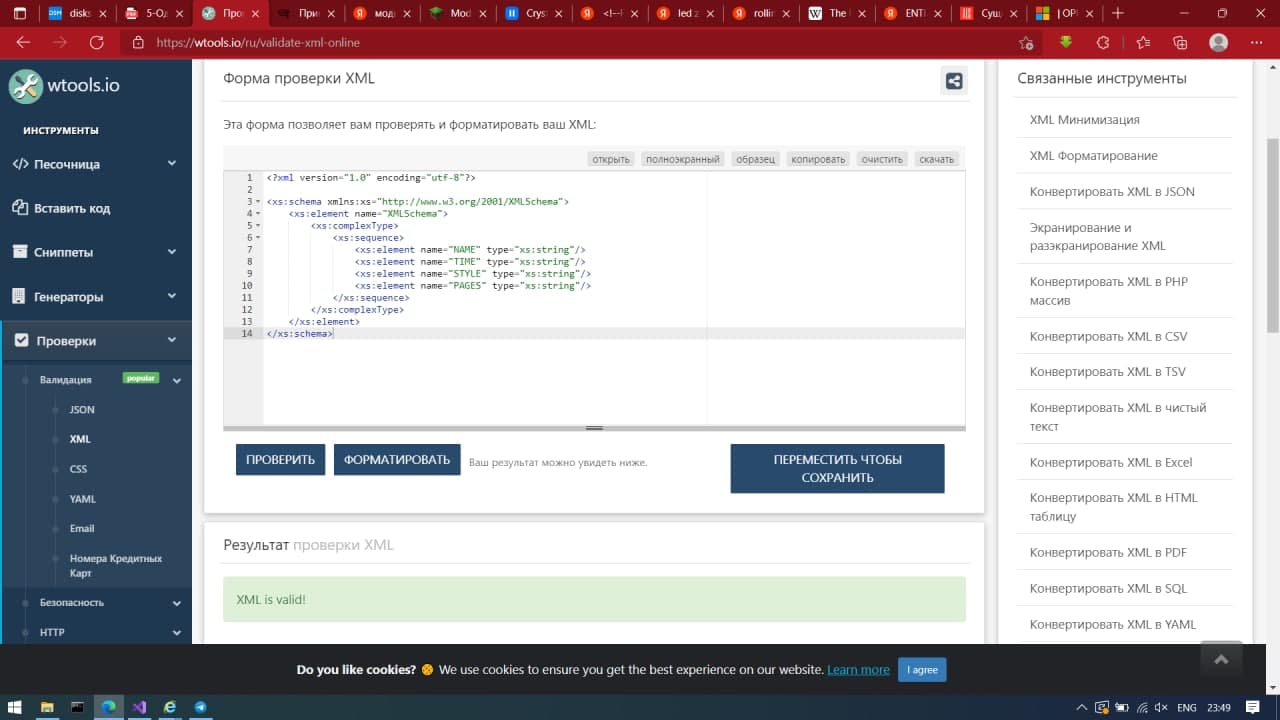 disks
5-Од
Про
При
мод
Mod
Cryst
<!--
led z
rollin
The
ENTI
Сущ
| OP
https://wtools.io/ru/validate-xml-online
wtools.io
ИНСТРУМЕНТЫ
Песочница
Вставить код
Сниппеты
Генераторы
Проверки
Валидация popular
JSON
XML
CSS
YAML
Email
Номера Кредитных
Карт
Безопасность
HTTP
Форма проверки XML
Эта форма позволяет вам проверять и форматировать ваш XML:
открыть полноэкранный образец копировать очистить скачать
1 <?xml version="1.0" encoding="utf-8"?>
2
3 <xs:schema xmlns:xs="http://www.w3.org/2001/XMLSchema">
4 <xs:element name="XMLSchema">
5 <xs:complexType>
6 <xs:sequence>
7 <xs:element name="NAME" type="xs:string"/>
8 <xs:element name="TIME" type="xs:string"/>
9 <xs:element name="STYLE" type="xs:string"/>
10 <xs:element name="PAGES" type="xs:string"/>
11 </xs:sequence>
12 </xs:complexType>
13 </xs:element>
14 </xs:schema>
ПРОВЕРИТЬ ФОРМАТИРОВАТЬ Ваш результат можно увидеть ниже.
ПЕРЕМЕСТИТЬ ЧТОБЫ
СОХРАНИТЬ
Результат проверки XML
XML is valid!
Связанные инструменты
XML Минимизация
XML Форматирование
Конвертировать XML в JSON
Экранирование и
разэкранирование XML
Конвертировать XML в PHP
массив
Конвертировать XML в CSV
Конвертировать XML в TSV
Конвертировать XML в чистый
текст
Конвертировать XML в Excel
Конвертировать XML в HTML
таблицу
Конвертировать XML в PDF
Конвертировать XML в SQL
Конвертировать XML в YAML
Do you like cookies? We use cookies to ensure you get the best experience on our website. Learn more I agree
ENG 23:49